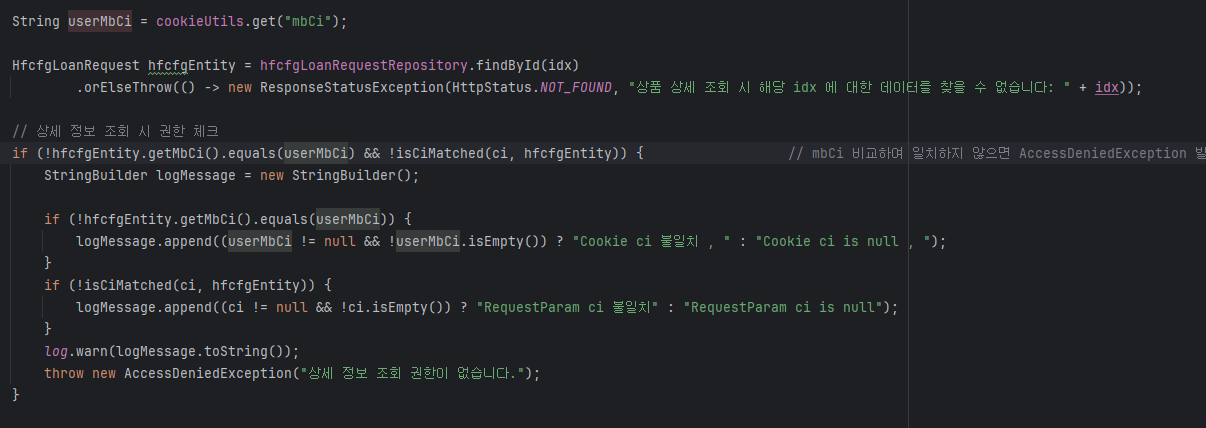 String userMbCi = cookieUtils.get("mbCi");
HfcfgLoanRequest hfcfgEntity = hfcfgLoanRequestRepository.findById(idx)
.orElseThrow(() -> new ResponseStatusException(HttpStatus.NOT_FOUND, "상품 상세 조회 시 해당 idx 에 대한 데이터를 찾을 수 없습니다: " + idx));
// 상세 정보 조회 시 권한 체크
if (!hfcfgEntity.getMbCi().equals(userMbCi) && !isCiMatched(ci, hfcfgEntity)) { // mbCi 비교하여 일치하지 않으면 AccessDeniedException 발
StringBuilder logMessage = new StringBuilder();
if (!hfcfgEntity.getMbCi().equals(userMbCi)) {
logMessage.append((userMbCi != null && !userMbCi.isEmpty()) ? "Cookie ci 불일치 , " : "Cookie ci is null , ");
}
if (!isCiMatched(ci, hfcfgEntity)) {
logMessage.append((ci != null && !ci.isEmpty()) ? "RequestParam ci 불일치" : "RequestParam ci is null");
}
log.warn(logMessage.toString());
throw new AccessDeniedException("상세 정보 조회 권한이 없습니다.");
}